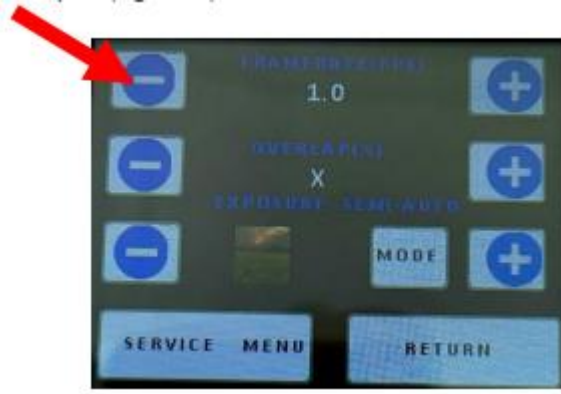 FRAMERATE(FPS)
1.0
OVERLAP(%)
X
EXPOSURE SEMI-AUTO
MODE
SERVICE MENU
RETURN